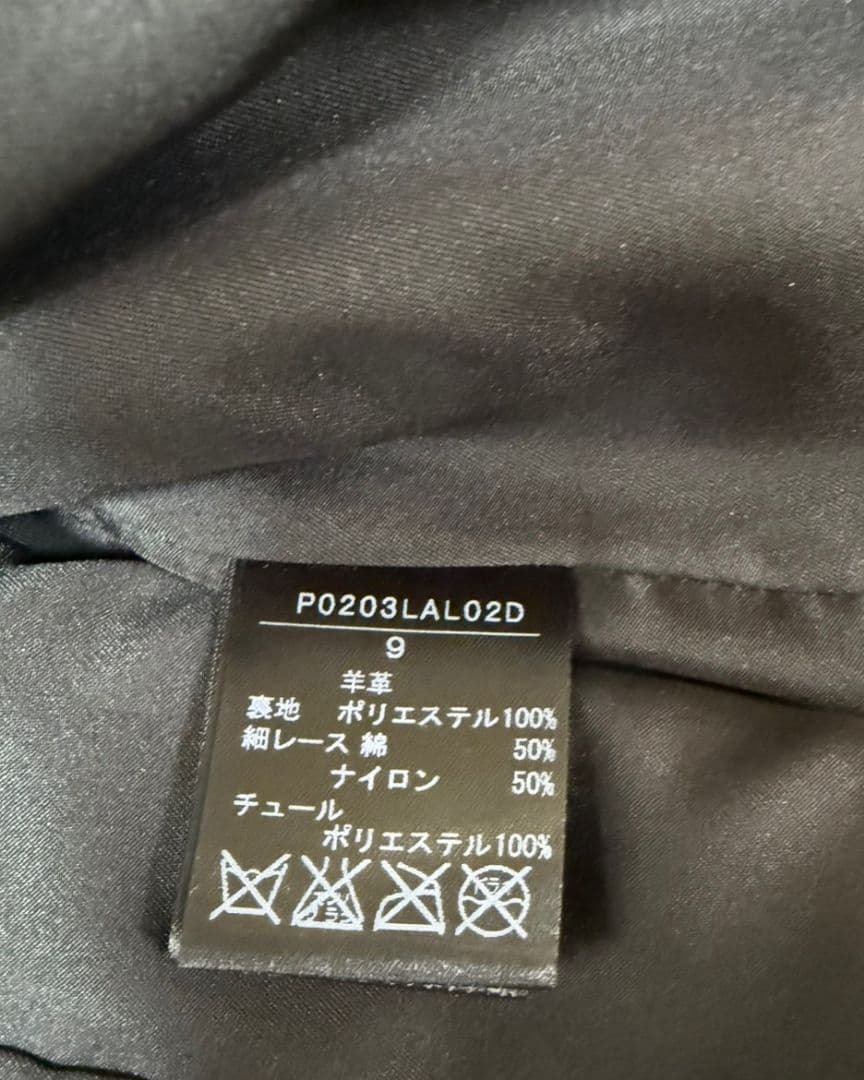 P0203LAL02D
9
羊革
裏地 ポリエステル100%
細レース 綿 50%
ナイロン 50%
チュール
ポリエステル100%